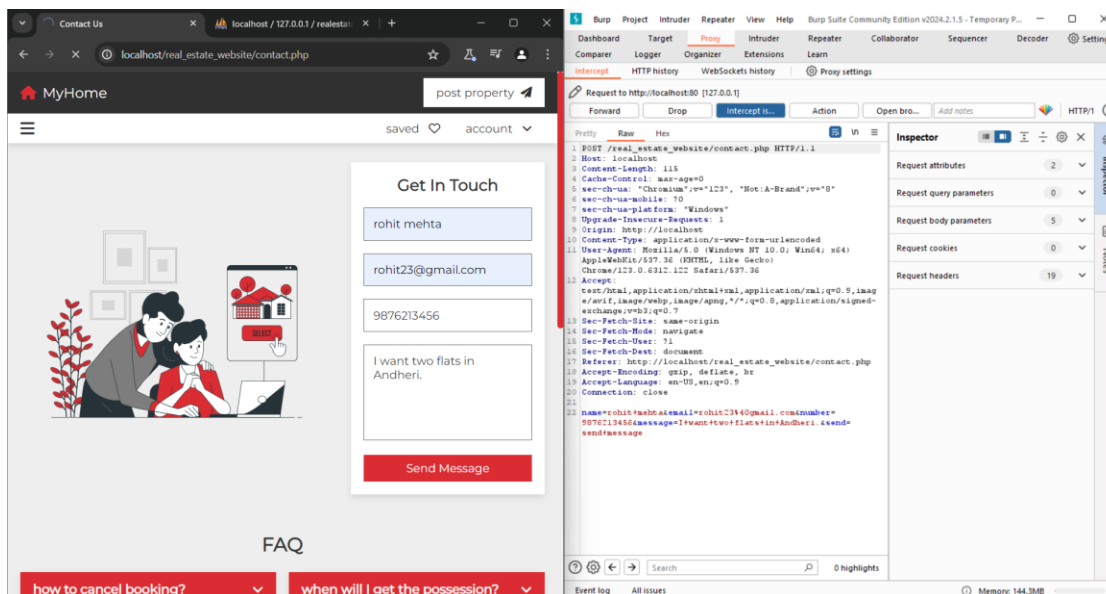 Contact Us
localhost / 127.0.0.1 / realestat
localhost/real_estate_website/contact.php
MyHome
post property
saved
account
Get In Touch
rohit mehta
rohit23@gmail.com
9876213456
I want two flats in
Andheri.
SELECT
Send Message
FAQ
how to cancel booking?
when will I get the possession?
Burp Project Intruder Repeater View Help Burp Suite Community Edition v2024.2.1.5 - Temporary P...
Dashboard Target Proxy Intruder Repeater Collaborator Sequencer Decoder Setting
Comparer Logger Organizer Extensions Learn
Intercept HTTP history WebSockets history Proxy settings
Request to http://localhost:80 [127.0.0.1]
Forward Drop Intercept is... Action Open bro... Add notes HTTP/1
Pretty Raw Hex
1 POST /real_estate_website/contact.php HTTP/1.1
2 Host: localhost
3 Content-Length: 115
4 Cache-Control: max-age=0
5 sec-ch-ua: "Chromium";v="123", "Not:A-Brand";v="8"
6 sec-ch-ua-mobile: ?0
7 sec-ch-ua-platform: "Windows"
8 Upgrade-Insecure-Requests: 1
9 Origin: http://localhost
10 Content-Type: application/x-www-form-urlencoded
11 User-Agent: Mozilla/5.0 (Windows NT 10.0; Win64; x64)
AppleWebKit/537.36 (KHTML, like Gecko)
Chrome/123.0.6312.122 Safari/537.36
12 Accept:
text/html,application/xhtml+xml,application/xml;q=0.9,imag
e/avif,image/webp,image/apng,*/*;q=0.8,application/signed-
exchange;v=b3;q=0.7
13 Sec-Fetch-Site: same-origin
14 Sec-Fetch-Mode: navigate
15 Sec-Fetch-User: ?1
16 Sec-Fetch-Dest: document
17 Referer: http://localhost/real_estate_website/contact.php
18 Accept-Encoding: gzip, deflate, br
19 Accept-Language: en-US,en;q=0.9
20 Connection: close
21
22 name=rohit+mehta&email=rohit23%40gmail.com&number=
9876213456&message=I+want+two+flats+in+Andheri.&send=
send+message
Inspector
Request attributes 2
Request query parameters 0
Request body parameters 5
Request cookies 0
Request headers 19
Inspector
Notes
Search
0 highlights
Event log All issues
Memory: 144.3MB